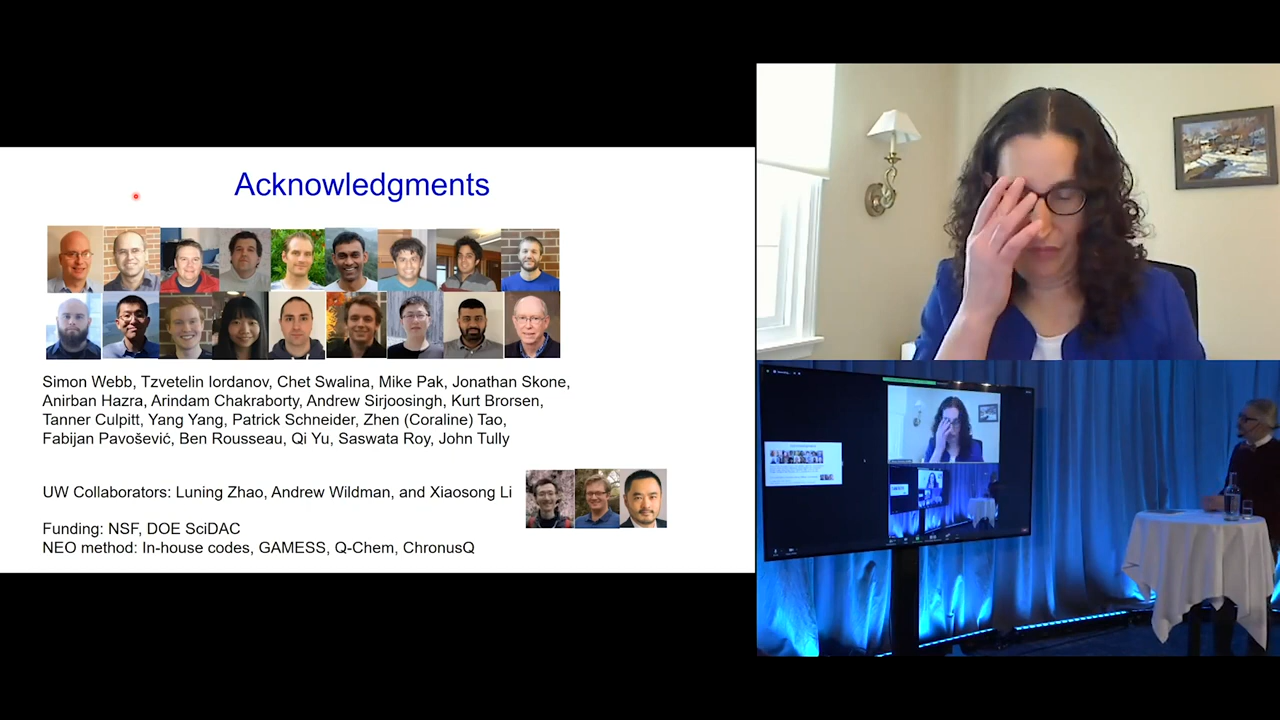 Acknowledgments
Simon Webb, Tzvetelin Iordanov, Chet Swalina, Mike Pak, Jonathan Skone,
Anirban Hazra, Arindam Chakraborty, Andrew Sirjoosingh, Kurt Brorsen,
Tanner Culpitt, Yang Yang, Patrick Schneider, Zhen (Coraline) Tao,
Fabijan Pavošević, Ben Rousseau, Qi Yu, Saswata Roy, John Tully
UW Collaborators: Luning Zhao, Andrew Wildman, and Xiaosong Li
Funding: NSF, DOE SciDAC
NEO method: In-house codes, GAMESS, Q-Chem, ChronusQ